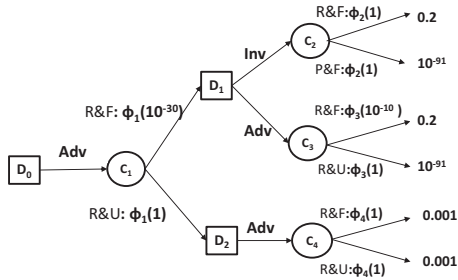 R&F:ϕ₂(1)
0.2
C₂
Inv
P&F:ϕ₂(1)
10⁻⁹¹
D₁
R&F: ϕ₁(10⁻³⁰)
R&F:ϕ₃(10⁻¹⁰ )
0.2
Adv
C₃
Adv
R&U:ϕ₃(1)
10⁻⁹¹
D₀
C₁
R&U: ϕ₁(1)
R&F:ϕ₄(1)
0.001
Adv
D₂
C₄
R&U:ϕ₄(1)
0.001